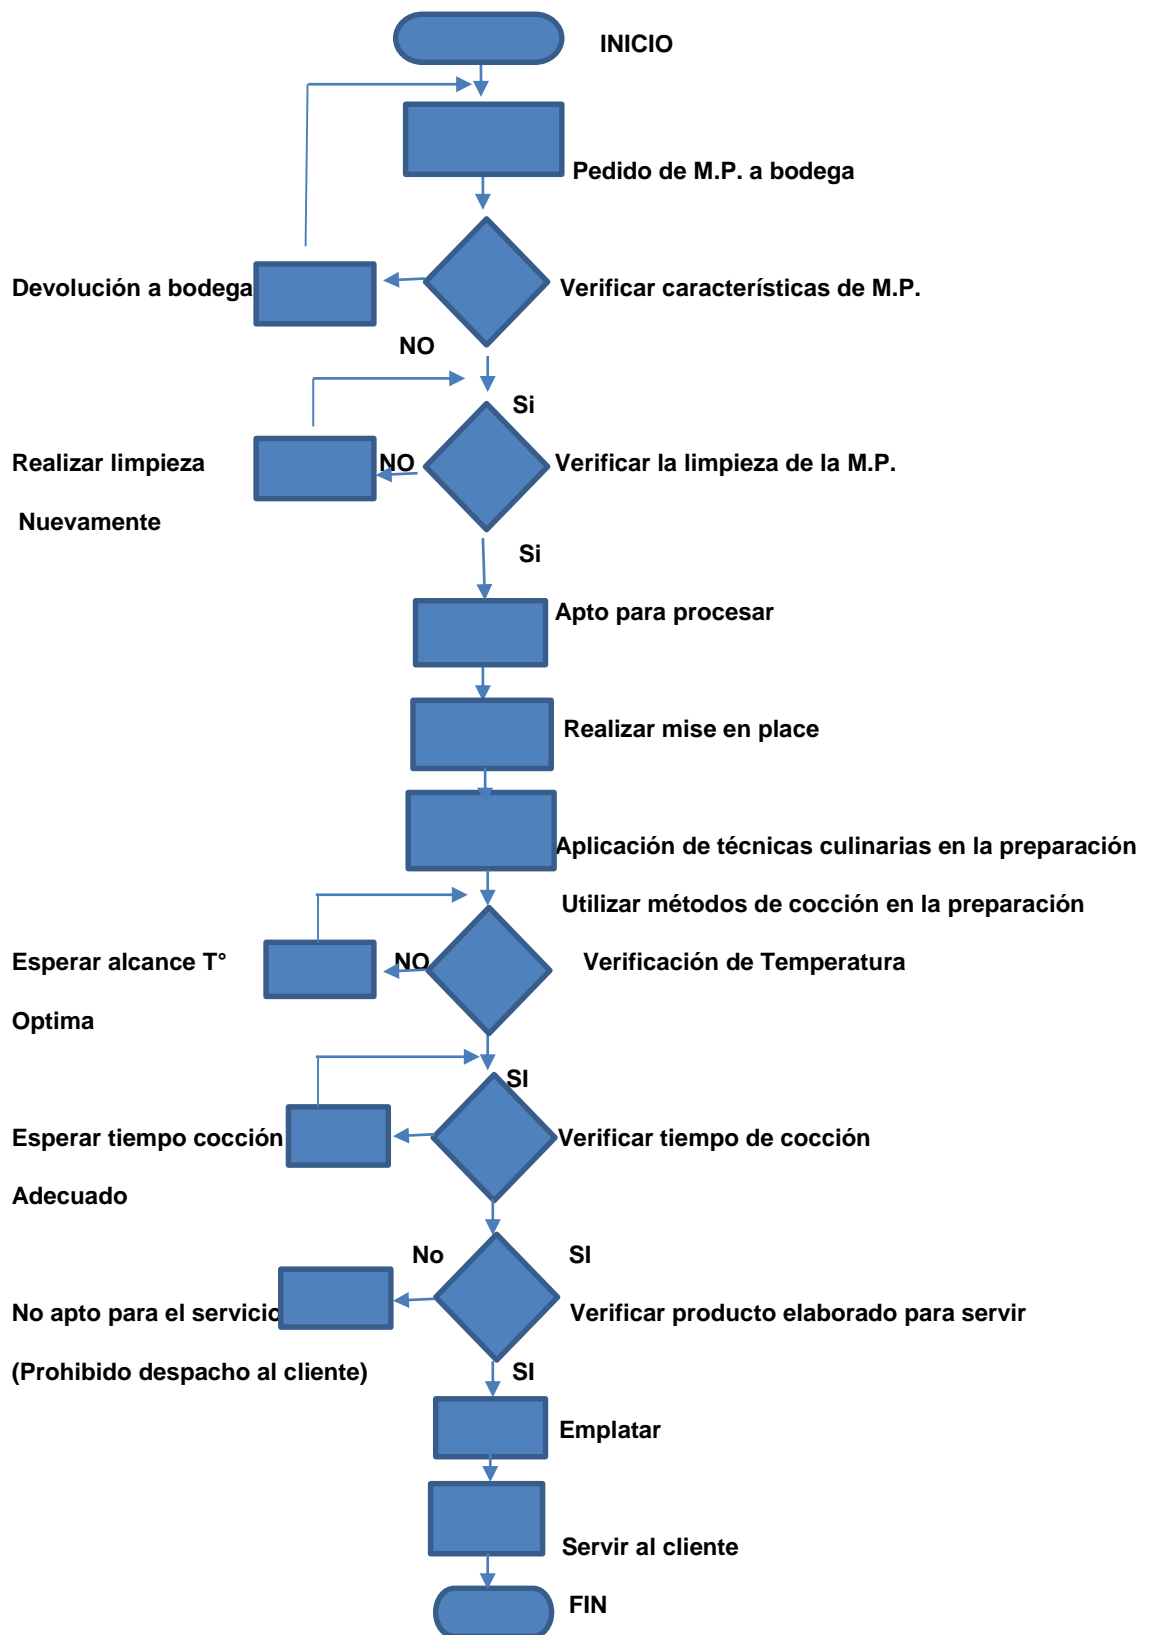 INICIO
Pedido de M.P. a bodega
Devolución a bodega
Verificar características de M.P.
NO
Si
Realizar limpieza
NO
Verificar la limpieza de la M.P.
Nuevamente
Si
Apto para procesar
Realizar mise en place
Aplicación de técnicas culinarias en la preparación
Utilizar métodos de cocción en la preparación
Esperar alcance T°
NO
Verificación de Temperatura
Optima
SI
Esperar tiempo cocción
Verificar tiempo de cocción
Adecuado
No
SI
No apto para el servicio
Verificar producto elaborado para servir
(Prohibido despacho al cliente)
SI
Emplatar
Servir al cliente
FIN